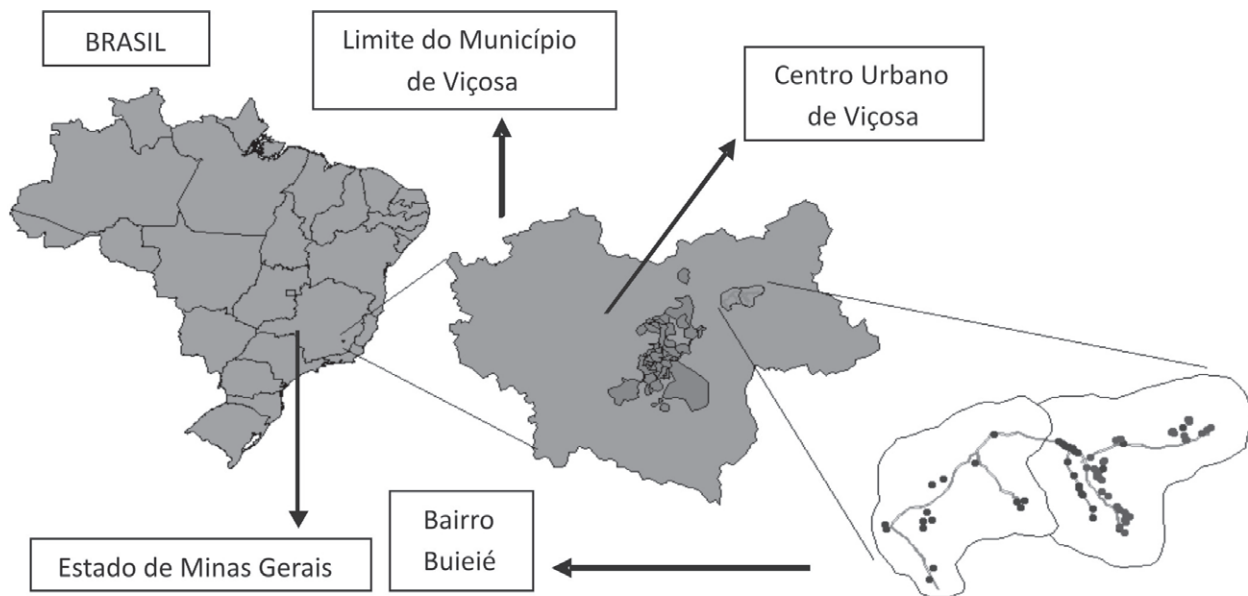 BRASIL
Limite do Município
de Viçosa
Centro Urbano
de Viçosa
Estado de Minas Gerais
Bairro
Buieié